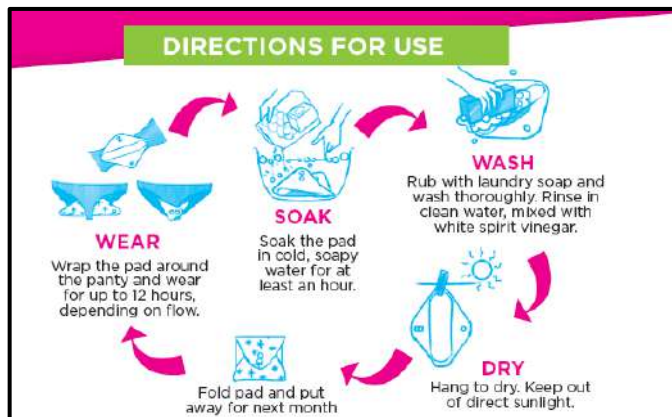 DIRECTIONS FOR USE
WEAR
Wrap the pad around
the panty and wear
for up to 12 hours,
depending on flow.
SOAK
Soak the pad
in cold, soapy
water for at
least an hour.
WASH
Rub with laundry soap and
wash thoroughly. Rinse in
clean water, mixed with
white spirit vinegar.
DRY
Hang to dry. Keep out
of direct sunlight.
Fold pad and put
away for next month